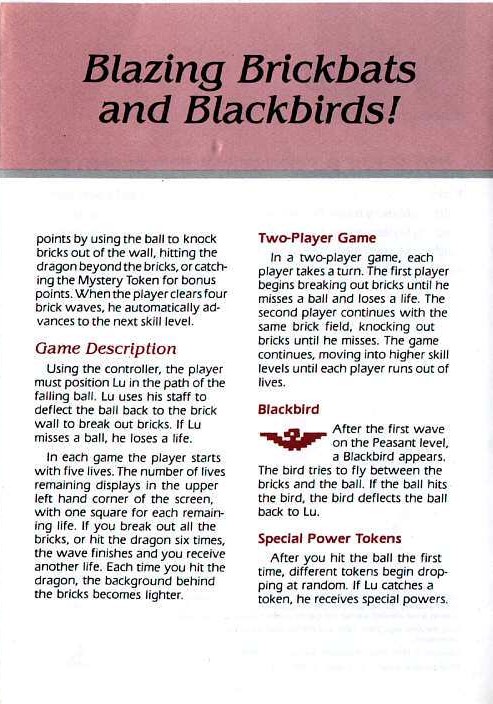 Blazing Brickbats
and Blackbirds!
points by using the ball to knock
bricks out of the wall, hitting the
dragon beyond the bricks, or catch-
ing the Mystery Token for bonus
points. When the player clears four
brick waves, he automatically ad-
vances to the next skill level.
Game Description
Using the controller, the player
must position Lu in the path of the
falling ball. Lu uses his staff to
deflect the ball back to the brick
wall to break out bricks. If Lu
misses a ball, he loses a life.
In each game the player starts
with five lives. The number of lives
remaining displays in the upper
left hand corner of the screen,
with one square for each remain-
ing life. If you break out all the
bricks, or hit the dragon six times,
the wave finishes and you receive
another life. Each time you hit the
dragon, the background behind
the bricks becomes lighter.
Two-Player Game
In a two-player game, each
player takes a turn. The first player
begins breaking out bricks until he
misses a ball and loses a life. The
second player continues with the
same brick field, knocking out
bricks until he misses. The game
continues, moving into higher skill
levels until each player runs out of
lives.
Blackbird
After the first wave
on the Peasant level,
a Blackbird appears.
The bird tries to fly between the
bricks and the ball. If the ball hits
the bird, the bird deflects the ball
back to Lu.
Special Power Tokens
After you hit the ball the first
time, different tokens begin drop-
ping at random. If Lu catches a
token, he receives special powers.